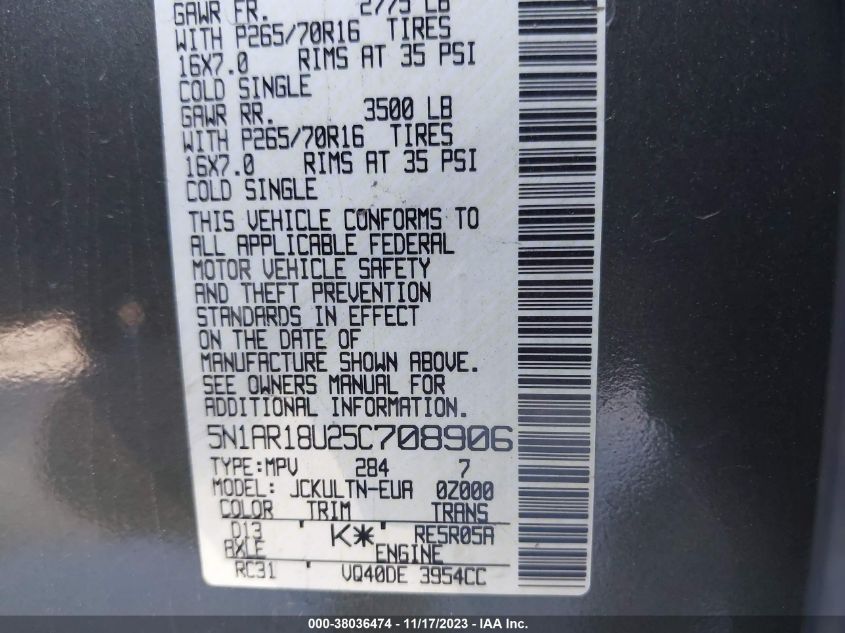 GAWR FR. 2775 LB
WITH P265/70R16 TIRES
16X7.0 RIMS AT 35 PSI
COLD SINGLE
GAWR RR. 3500 LB
WITH P265/70R16 TIRES
16X7.0 RIMS AT 35 PSI
COLD SINGLE
THIS VEHICLE CONFORMS TO
ALL APPLICABLE FEDERAL
MOTOR VEHICLE SAFETY
AND THEFT PREVENTION
STANDARDS IN EFFECT
ON THE DATE OF
MANUFACTURE SHOWN ABOVE.
SEE OWNERS MANUAL FOR
ADDITIONAL INFORMATION.
5N1AR18U25C708906
TYPE:MPV 284 7
MODEL: JCKULTN-EUA 0Z000
COLOR TRIM TRANS
D13 ' K* ' RE5R05A
AXLE ENGINE
RC31 ' VQ40DE 3954CC
000-38036474 — 11/17/2023 — IAA Inc.